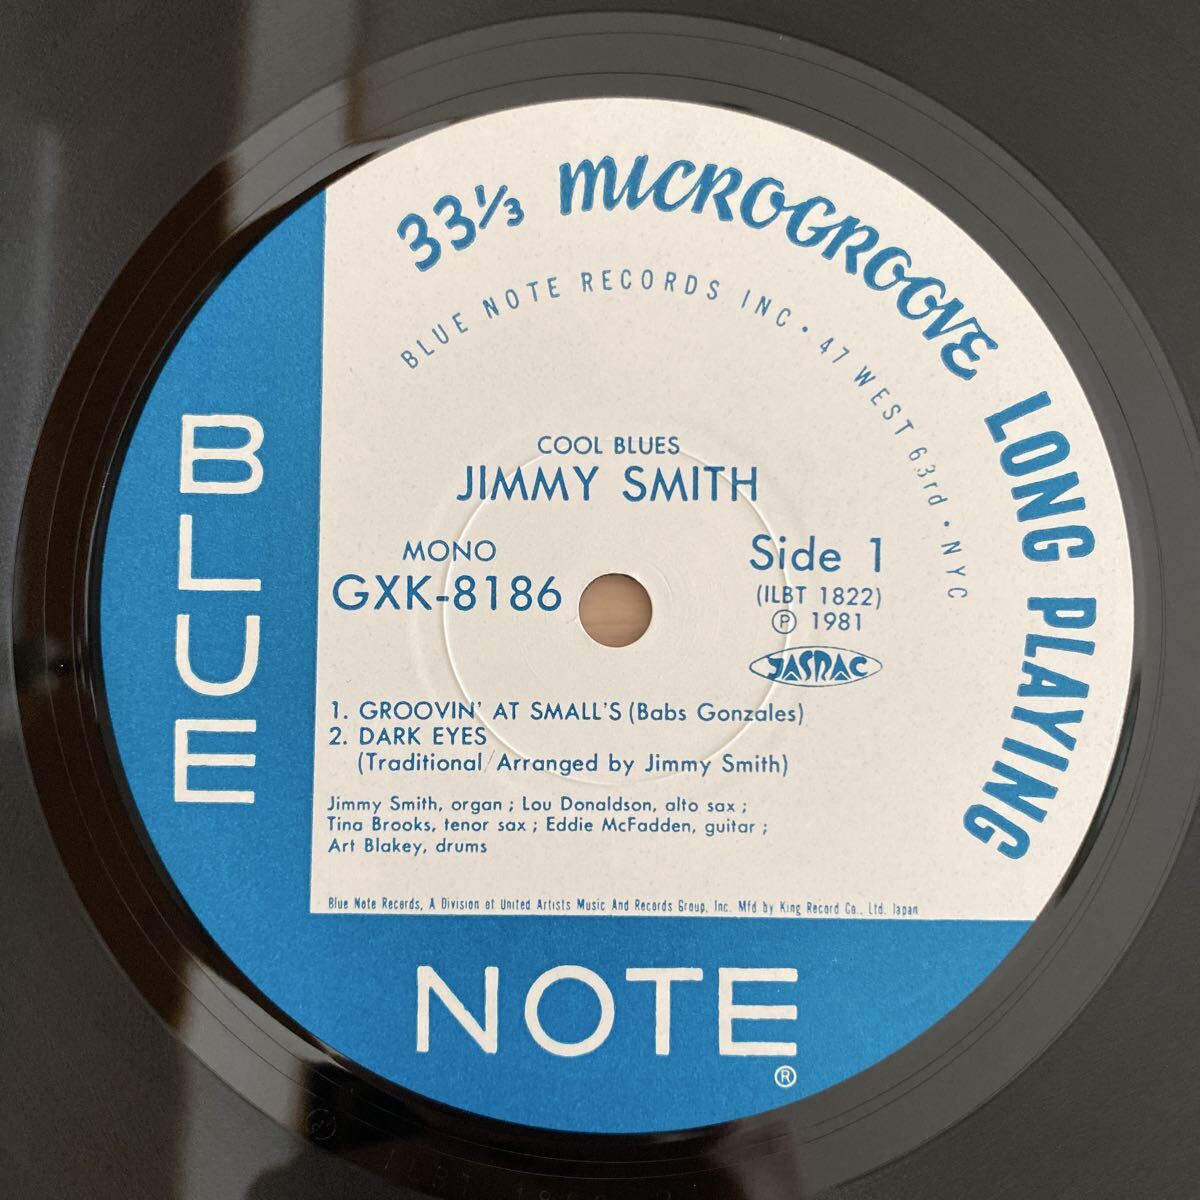 33⅓ MICROGROOVE LONG PLAYING
BLUE NOTE RECORDS INC · 47 WEST 63rd · NYC
COOL BLUES
JIMMY SMITH
MONO
GXK-8186
Side 1
(ILBT 1822)
Ⓟ 1981
JASRAC
1. GROOVIN' AT SMALL'S (Babs Gonzales)
2. DARK EYES
(Traditional/Arranged by Jimmy Smith)
Jimmy Smith, organ ; Lou Donaldson, alto sax ;
Tina Brooks, tenor sax ; Eddie McFadden, guitar ;
Art Blakey, drums
Blue Note Records, A Division of United Artists Music And Records Group, Inc. Mfd by King Record Co., Ltd. Japan
BLUE
NOTE
®